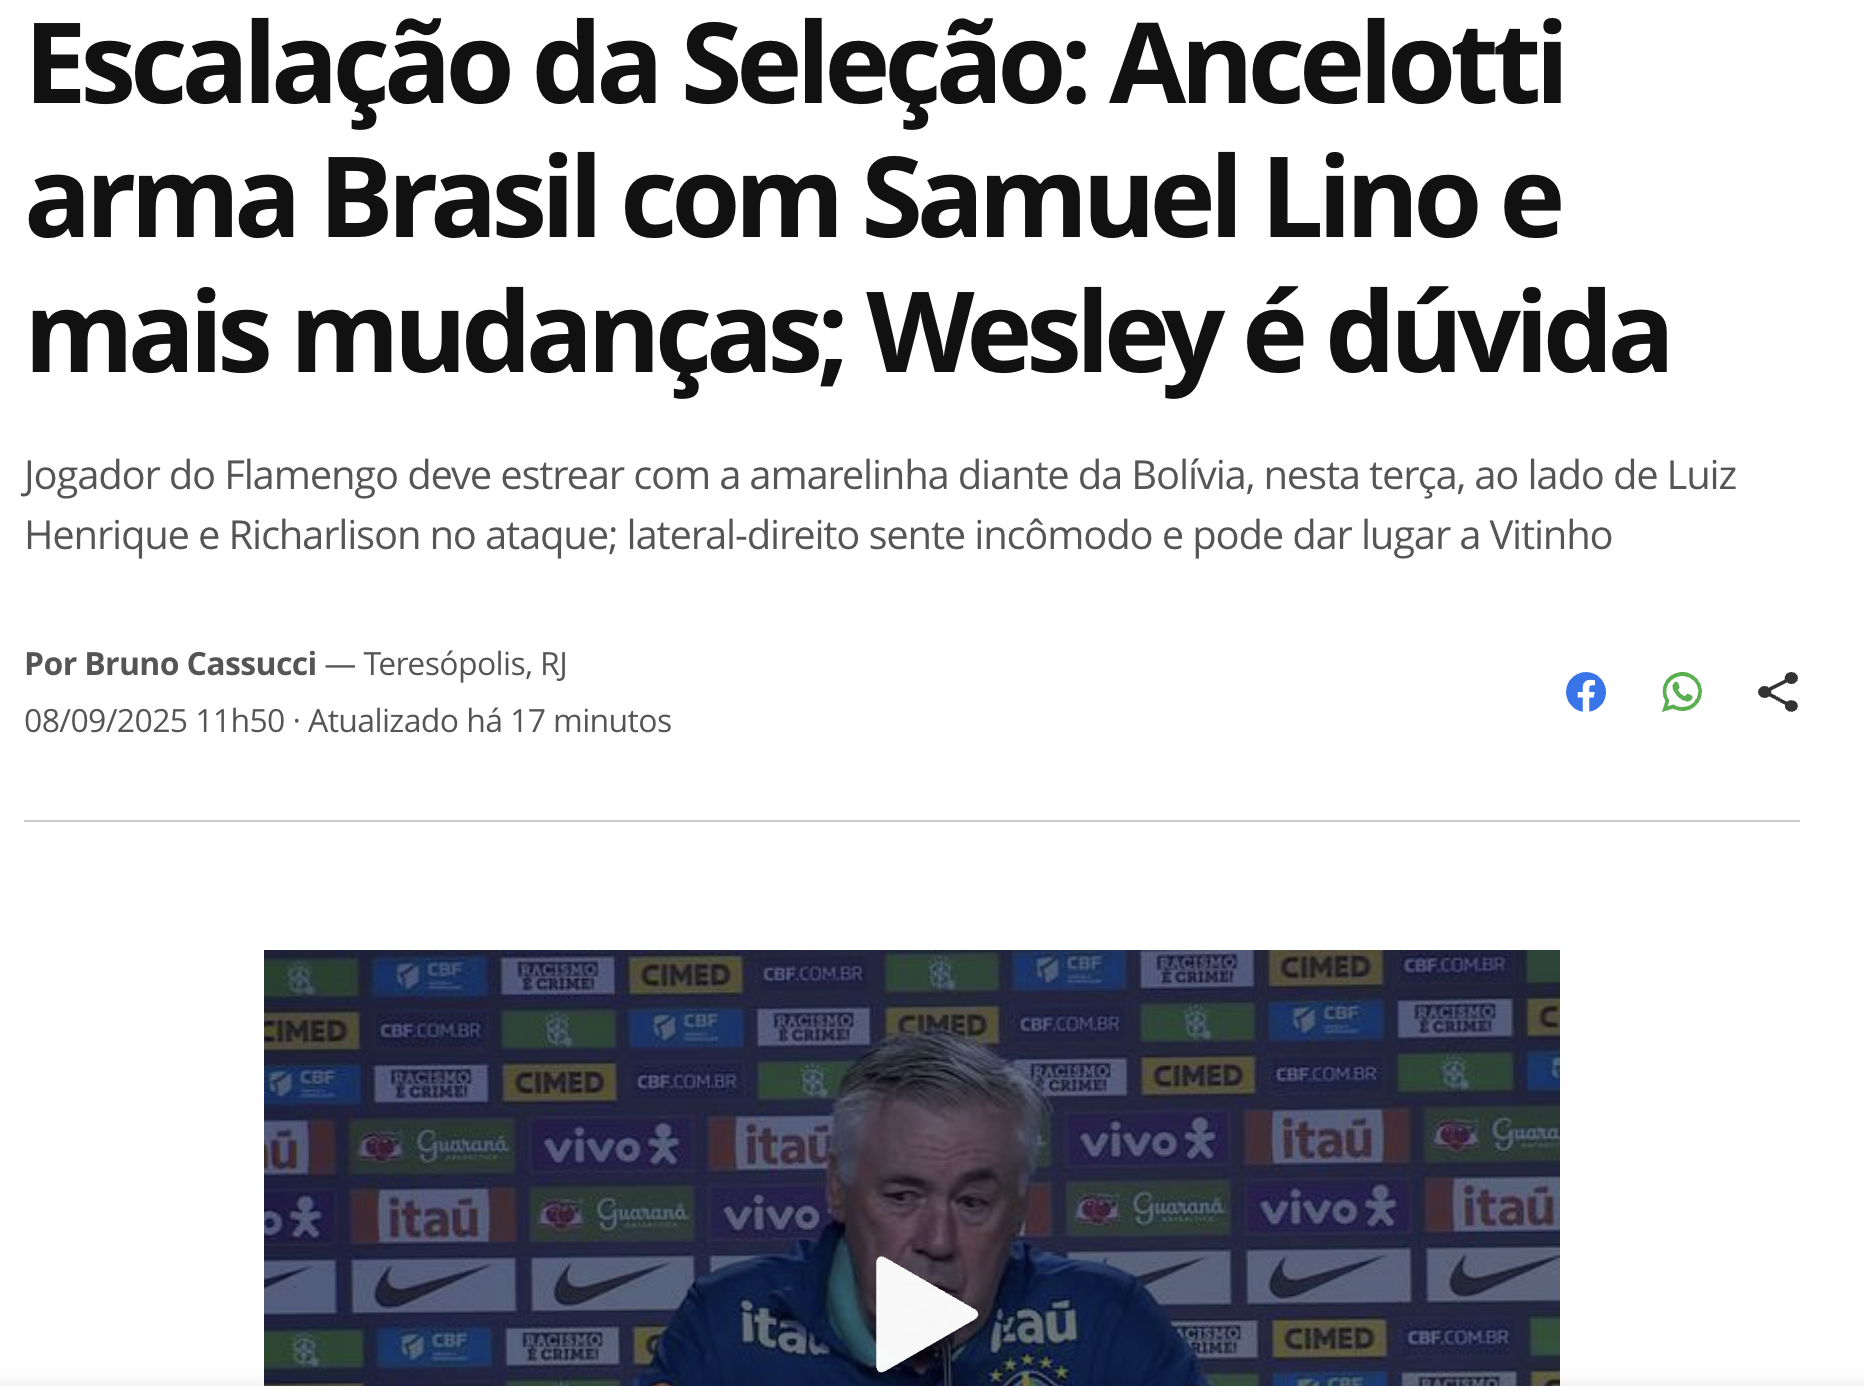 Escalação da Seleção: Ancelotti
arma Brasil com Samuel Lino e
mais mudanças; Wesley é dúvida
Jogador do Flamengo deve estrear com a amarelinha diante da Bolívia, nesta terça, ao lado de Luiz
Henrique e Richarlison no ataque; lateral-direito sente incômodo e pode dar lugar a Vitinho
Por Bruno Cassucci — Teresópolis, RJ
08/09/2025 11h50 · Atualizado há 17 minutos
CBF RACISMO É CRIME! CIMED CBF.COM.BR CBF RACISMO É CRIME! CIMED CBF.COM.BR
CIMED CBF.COM.BR CBF RACISMO É CRIME! CIMED CBF.COM.BR CBF RACISMO É CRIME!
CBF RACISMO É CRIME! CIMED CBF.COM.BR RACISMO É CRIME! CIMED CBF.COM.BR
Guaraná ANTARCTICA vivo itaú vivo itaú
itaú Guaraná vivo Guaraná vivo itaú
itaú itaú
CBF RACISMO É CRIME! CIMED CBF.COM.BR